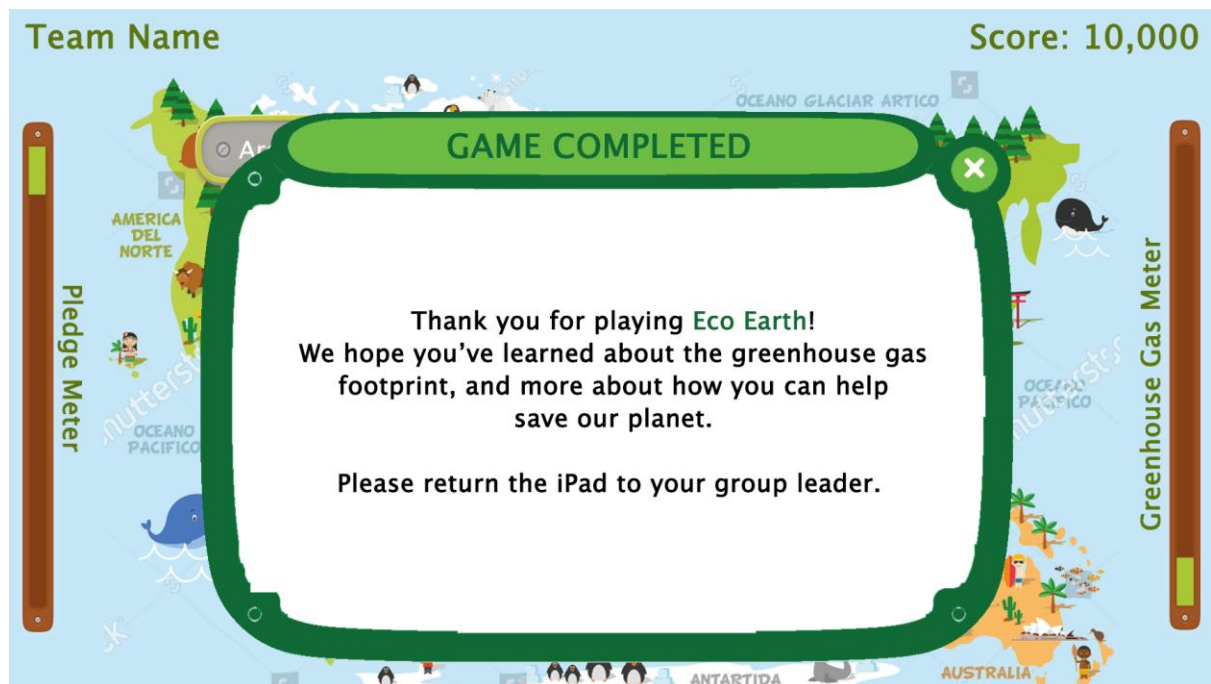 Team Name
Score: 10,000
OCEANO GLACIAR ARTICO
GAME COMPLETED
AMERICA
DEL
NORTE
Pledge Meter
Greenhouse Gas Meter
Thank you for playing Eco Earth!
We hope you've learned about the greenhouse gas
footprint, and more about how you can help
save our planet.
Please return the iPad to your group leader.
OCEANO
PACIFICO
OCEANO
PACIFICO
AUSTRALIA
ANTARTIDA